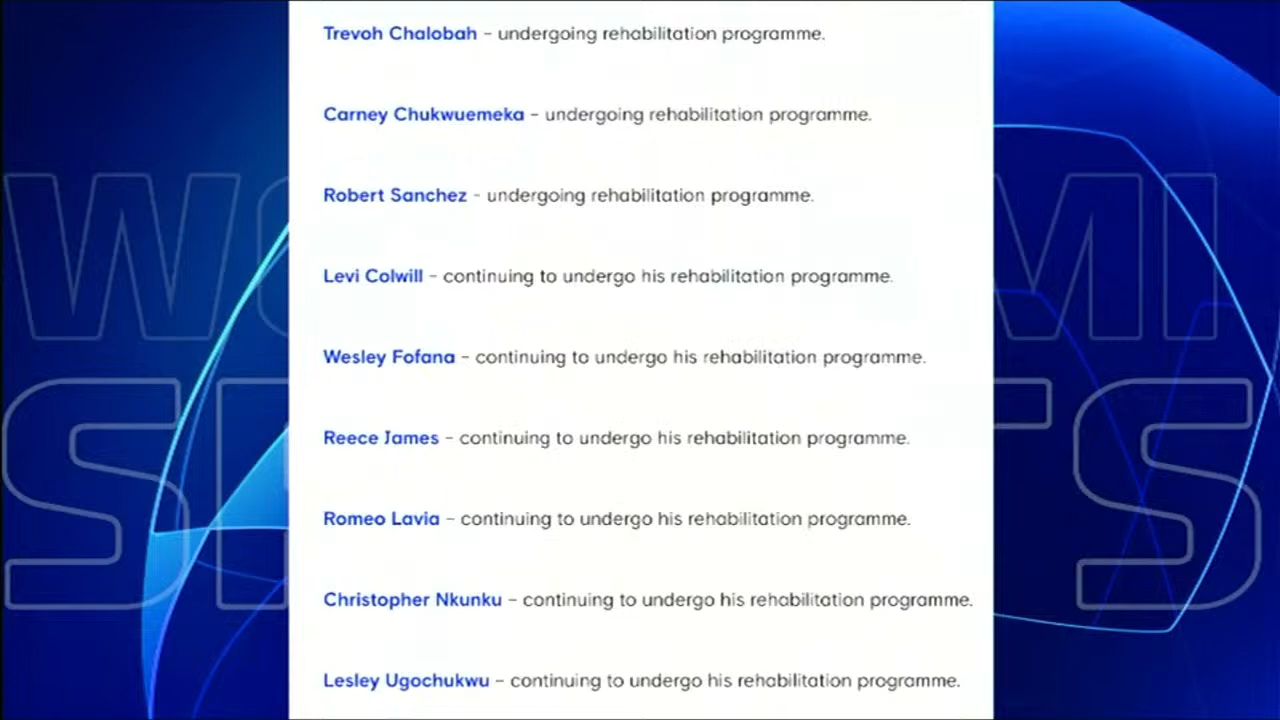 Trevoh Chalobah – undergoing rehabilitation programme.
Carney Chukwuemeka – undergoing rehabilitation programme.
Robert Sanchez – undergoing rehabilitation programme.
Levi Colwill – continuing to undergo his rehabilitation programme.
Wesley Fofana – continuing to undergo his rehabilitation programme.
Reece James – continuing to undergo his rehabilitation programme.
Romeo Lavia – continuing to undergo his rehabilitation programme.
Christopher Nkunku – continuing to undergo his rehabilitation programme.
Lesley Ugochukwu – continuing to undergo his rehabilitation programme.